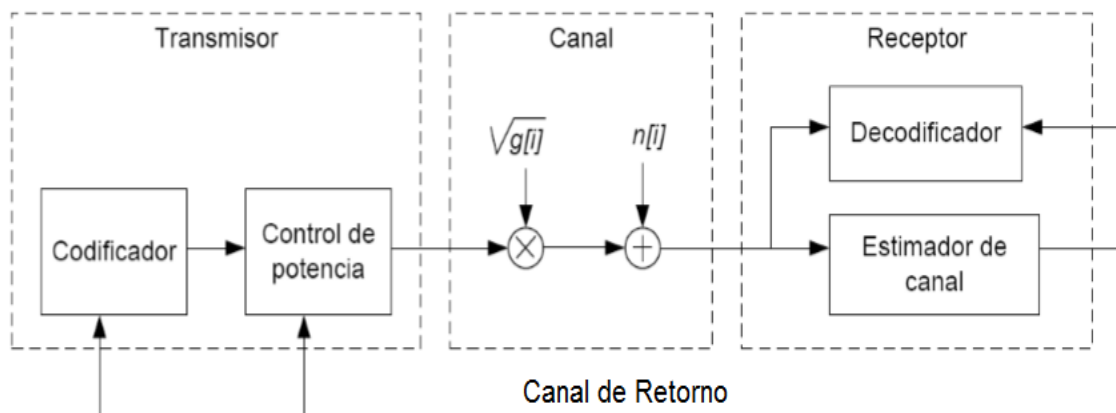 Transmisor
Canal
Receptor
√g[i]
n[i]
Decodificador
Codificador
Control de
potencia
Estimador de
canal
Canal de Retorno